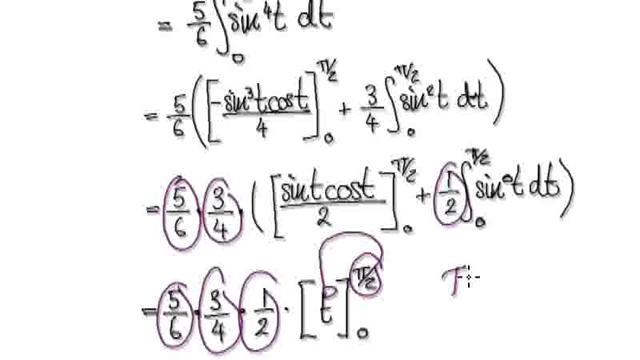 = 5/6 ∫₀ sin⁴t dt
= 5/6 ( [ -sin³t cost / 4 ]₀^π/2 + 3/4 ∫₀^π/2 sin²t dt )
= 5/6 · 3/4 · ( [ sint cost / 2 ]₀^π/2 + 1/2 ∫₀^π/2 sin⁰t dt )
= 5/6 · 3/4 · 1/2 · [ t ]₀^π/2